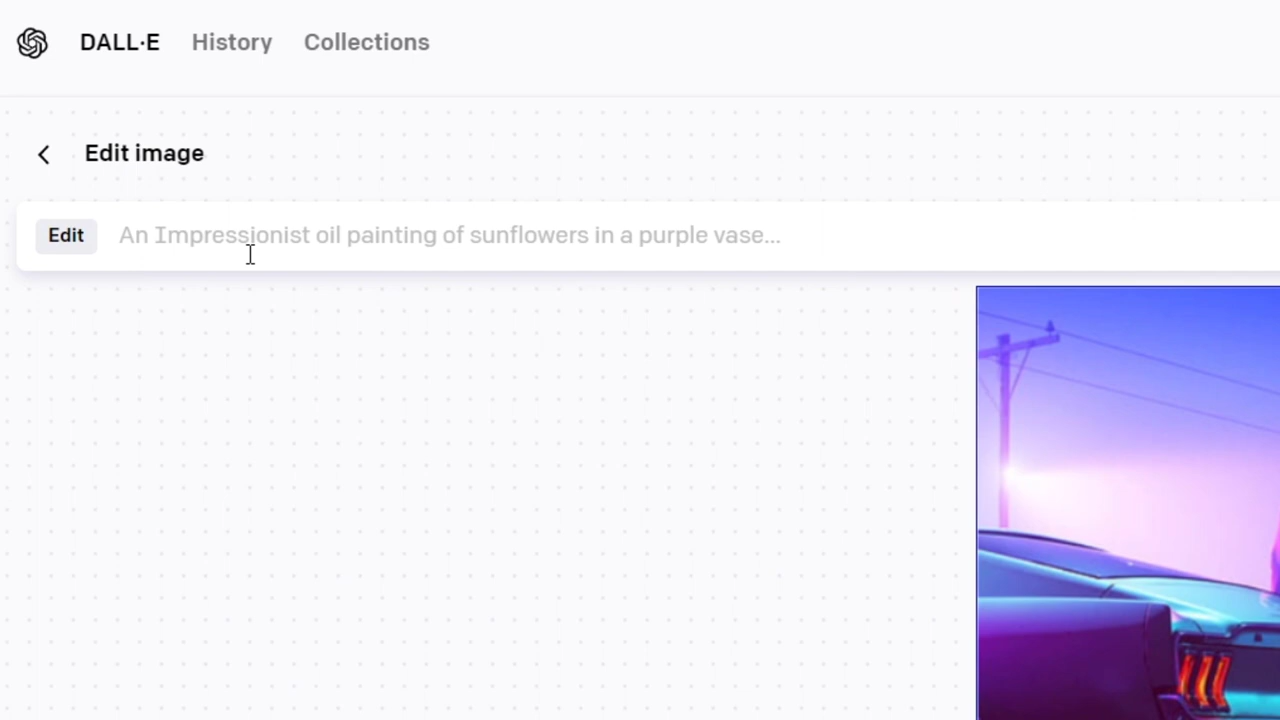 DALL·E History Collections
Edit image
Edit An Impressionist oil painting of sunflowers in a purple vase...